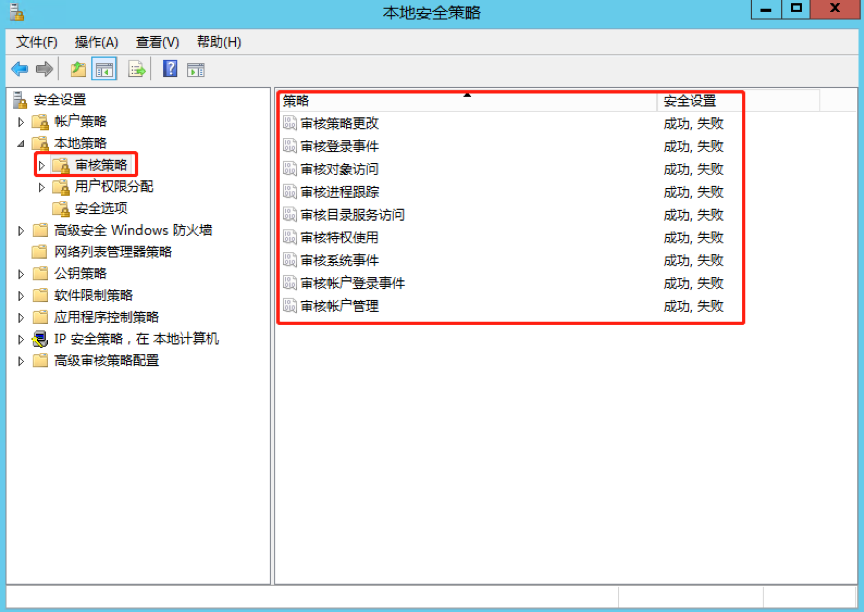 本地安全策略
文件(F) 操作(A) 查看(V) 帮助(H)
安全设置
帐户策略
本地策略
审核策略
用户权限分配
安全选项
高级安全 Windows 防火墙
网络列表管理器策略
公钥策略
软件限制策略
应用程序控制策略
IP 安全策略，在 本地计算机
高级审核策略配置
策略 安全设置
审核策略更改 成功, 失败
审核登录事件 成功, 失败
审核对象访问 成功, 失败
审核进程跟踪 成功, 失败
审核目录服务访问 成功, 失败
审核特权使用 成功, 失败
审核系统事件 成功, 失败
审核帐户登录事件 成功, 失败
审核帐户管理 成功, 失败